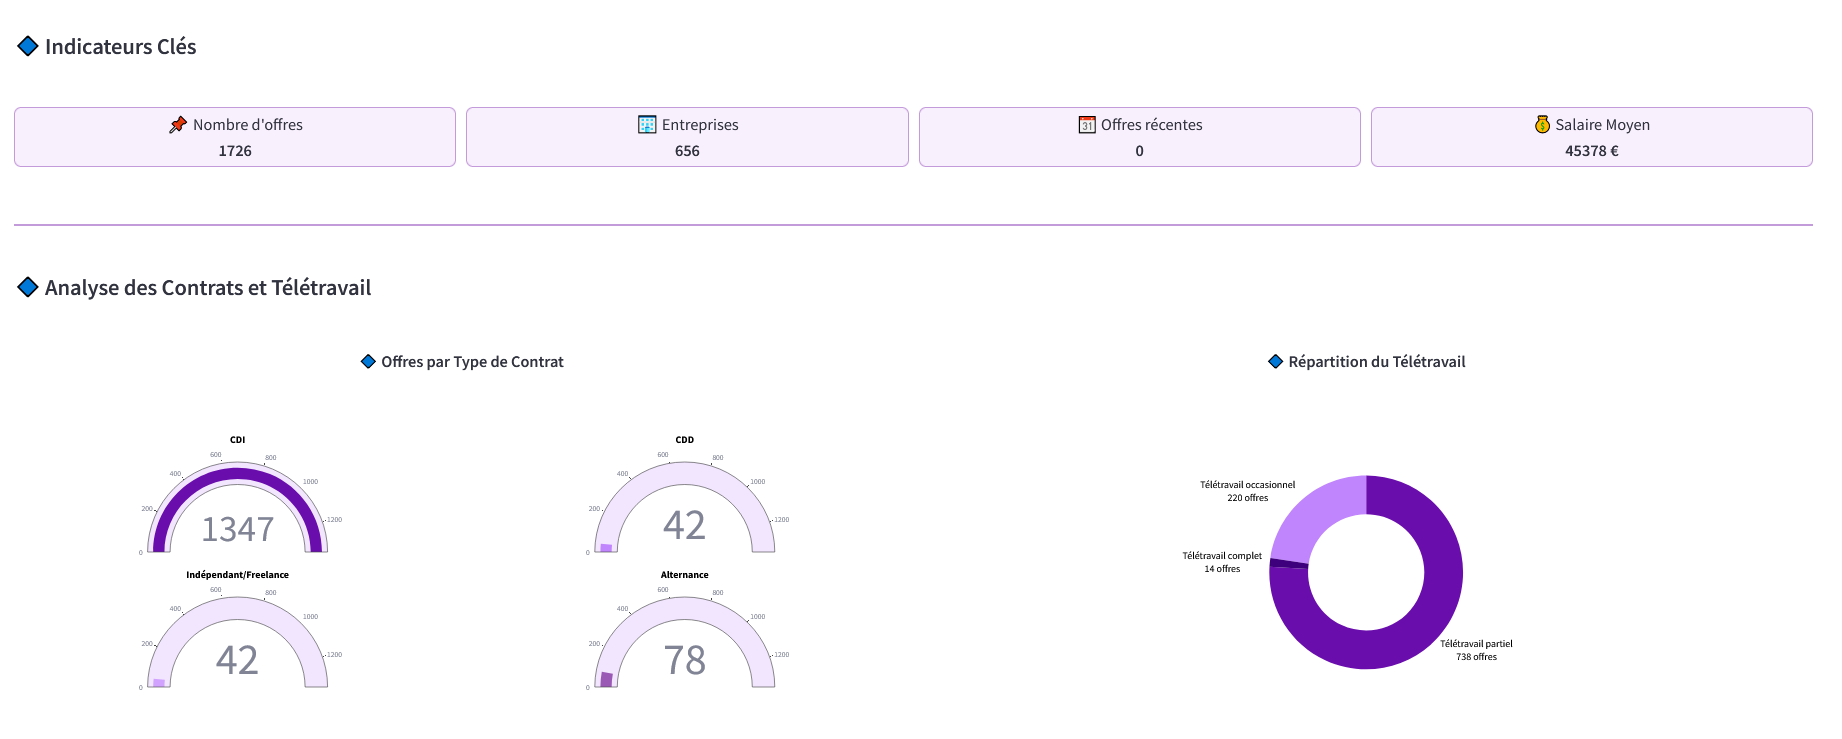 Indicateurs Clés
Nombre d'offres
1726
Entreprises
656
31
Offres récentes
0
Salaire Moyen
45378 €
Analyse des Contrats et Télétravail
Offres par Type de Contrat
Répartition du Télétravail
CDI
0
200
400
600
800
1000
1200
1347
CDD
0
200
400
600
800
1000
1200
42
Indépendant/Freelance
0
200
400
600
800
1000
1200
42
Alternance
0
200
400
600
800
1000
1200
78
Télétravail occasionnel
220 offres
Télétravail complet
14 offres
Télétravail partiel
738 offres